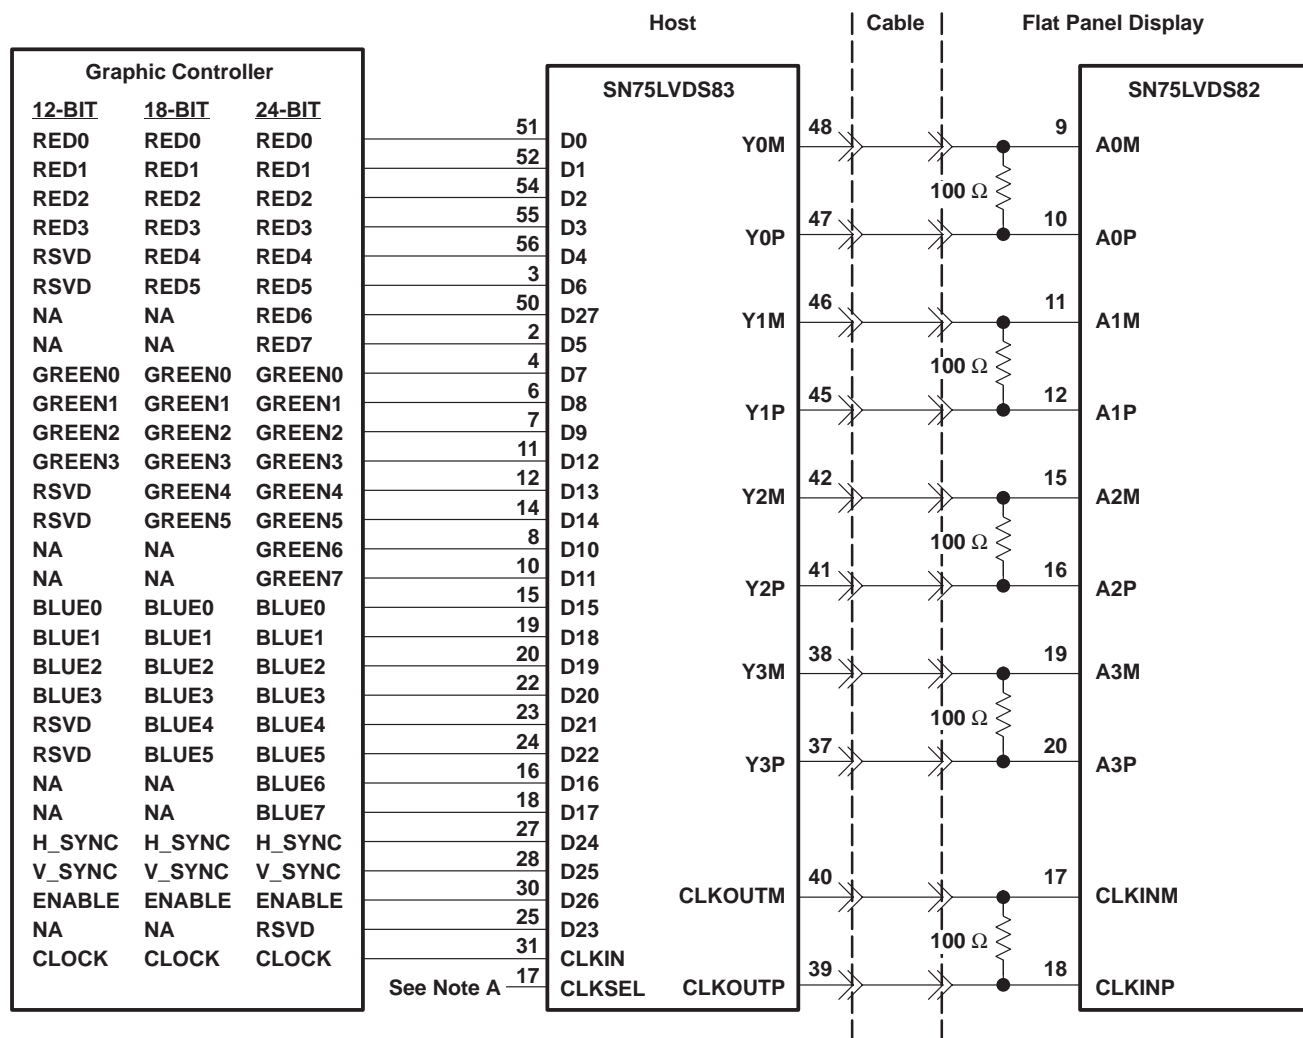 Host Cable Flat Panel Display
Graphic Controller
12-BIT 18-BIT 24-BIT
RED0 RED0 RED0
RED1 RED1 RED1
RED2 RED2 RED2
RED3 RED3 RED3
RSVD RED4 RED4
RSVD RED5 RED5
NA NA RED6
NA NA RED7
GREEN0 GREEN0 GREEN0
GREEN1 GREEN1 GREEN1
GREEN2 GREEN2 GREEN2
GREEN3 GREEN3 GREEN3
RSVD GREEN4 GREEN4
RSVD GREEN5 GREEN5
NA NA GREEN6
NA NA GREEN7
BLUE0 BLUE0 BLUE0
BLUE1 BLUE1 BLUE1
BLUE2 BLUE2 BLUE2
BLUE3 BLUE3 BLUE3
RSVD BLUE4 BLUE4
RSVD BLUE5 BLUE5
NA NA BLUE6
NA NA BLUE7
H_SYNC H_SYNC H_SYNC
V_SYNC V_SYNC V_SYNC
ENABLE ENABLE ENABLE
NA NA RSVD
CLOCK CLOCK CLOCK
SN75LVDS83
51 D0
52 D1
54 D2
55 D3
56 D4
3 D6
50 D27
2 D5
4 D7
6 D8
7 D9
11 D12
12 D13
14 D14
8 D10
10 D11
15 D15
19 D18
20 D19
22 D20
23 D21
24 D22
16 D16
18 D17
27 D24
28 D25
30 D26
25 D23
31 CLKIN
See Note A 17 CLKSEL
Y0M 48
Y0P 47
Y1M 46
Y1P 45
Y2M 42
Y2P 41
Y3M 38
Y3P 37
CLKOUTM 40
CLKOUTP 39
SN75LVDS82
9 A0M
100 Ω
10 A0P
11 A1M
100 Ω
12 A1P
15 A2M
100 Ω
16 A2P
19 A3M
100 Ω
20 A3P
17 CLKINM
100 Ω
18 CLKINP